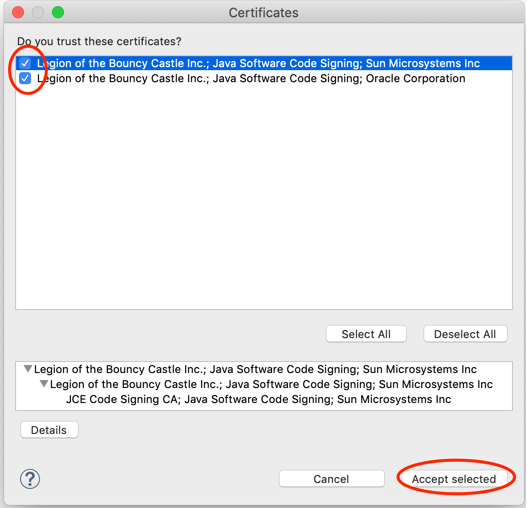 Certificates
Do you trust these certificates?
Legion of the Bouncy Castle Inc.; Java Software Code Signing; Sun Microsystems Inc
Legion of the Bouncy Castle Inc.; Java Software Code Signing; Oracle Corporation
Select All
Deselect All
Legion of the Bouncy Castle Inc.; Java Software Code Signing; Sun Microsystems Inc
Legion of the Bouncy Castle Inc.; Java Software Code Signing; Sun Microsystems Inc
JCE Code Signing CA; Java Software Code Signing; Sun Microsystems Inc
Details
?
Cancel
Accept selected